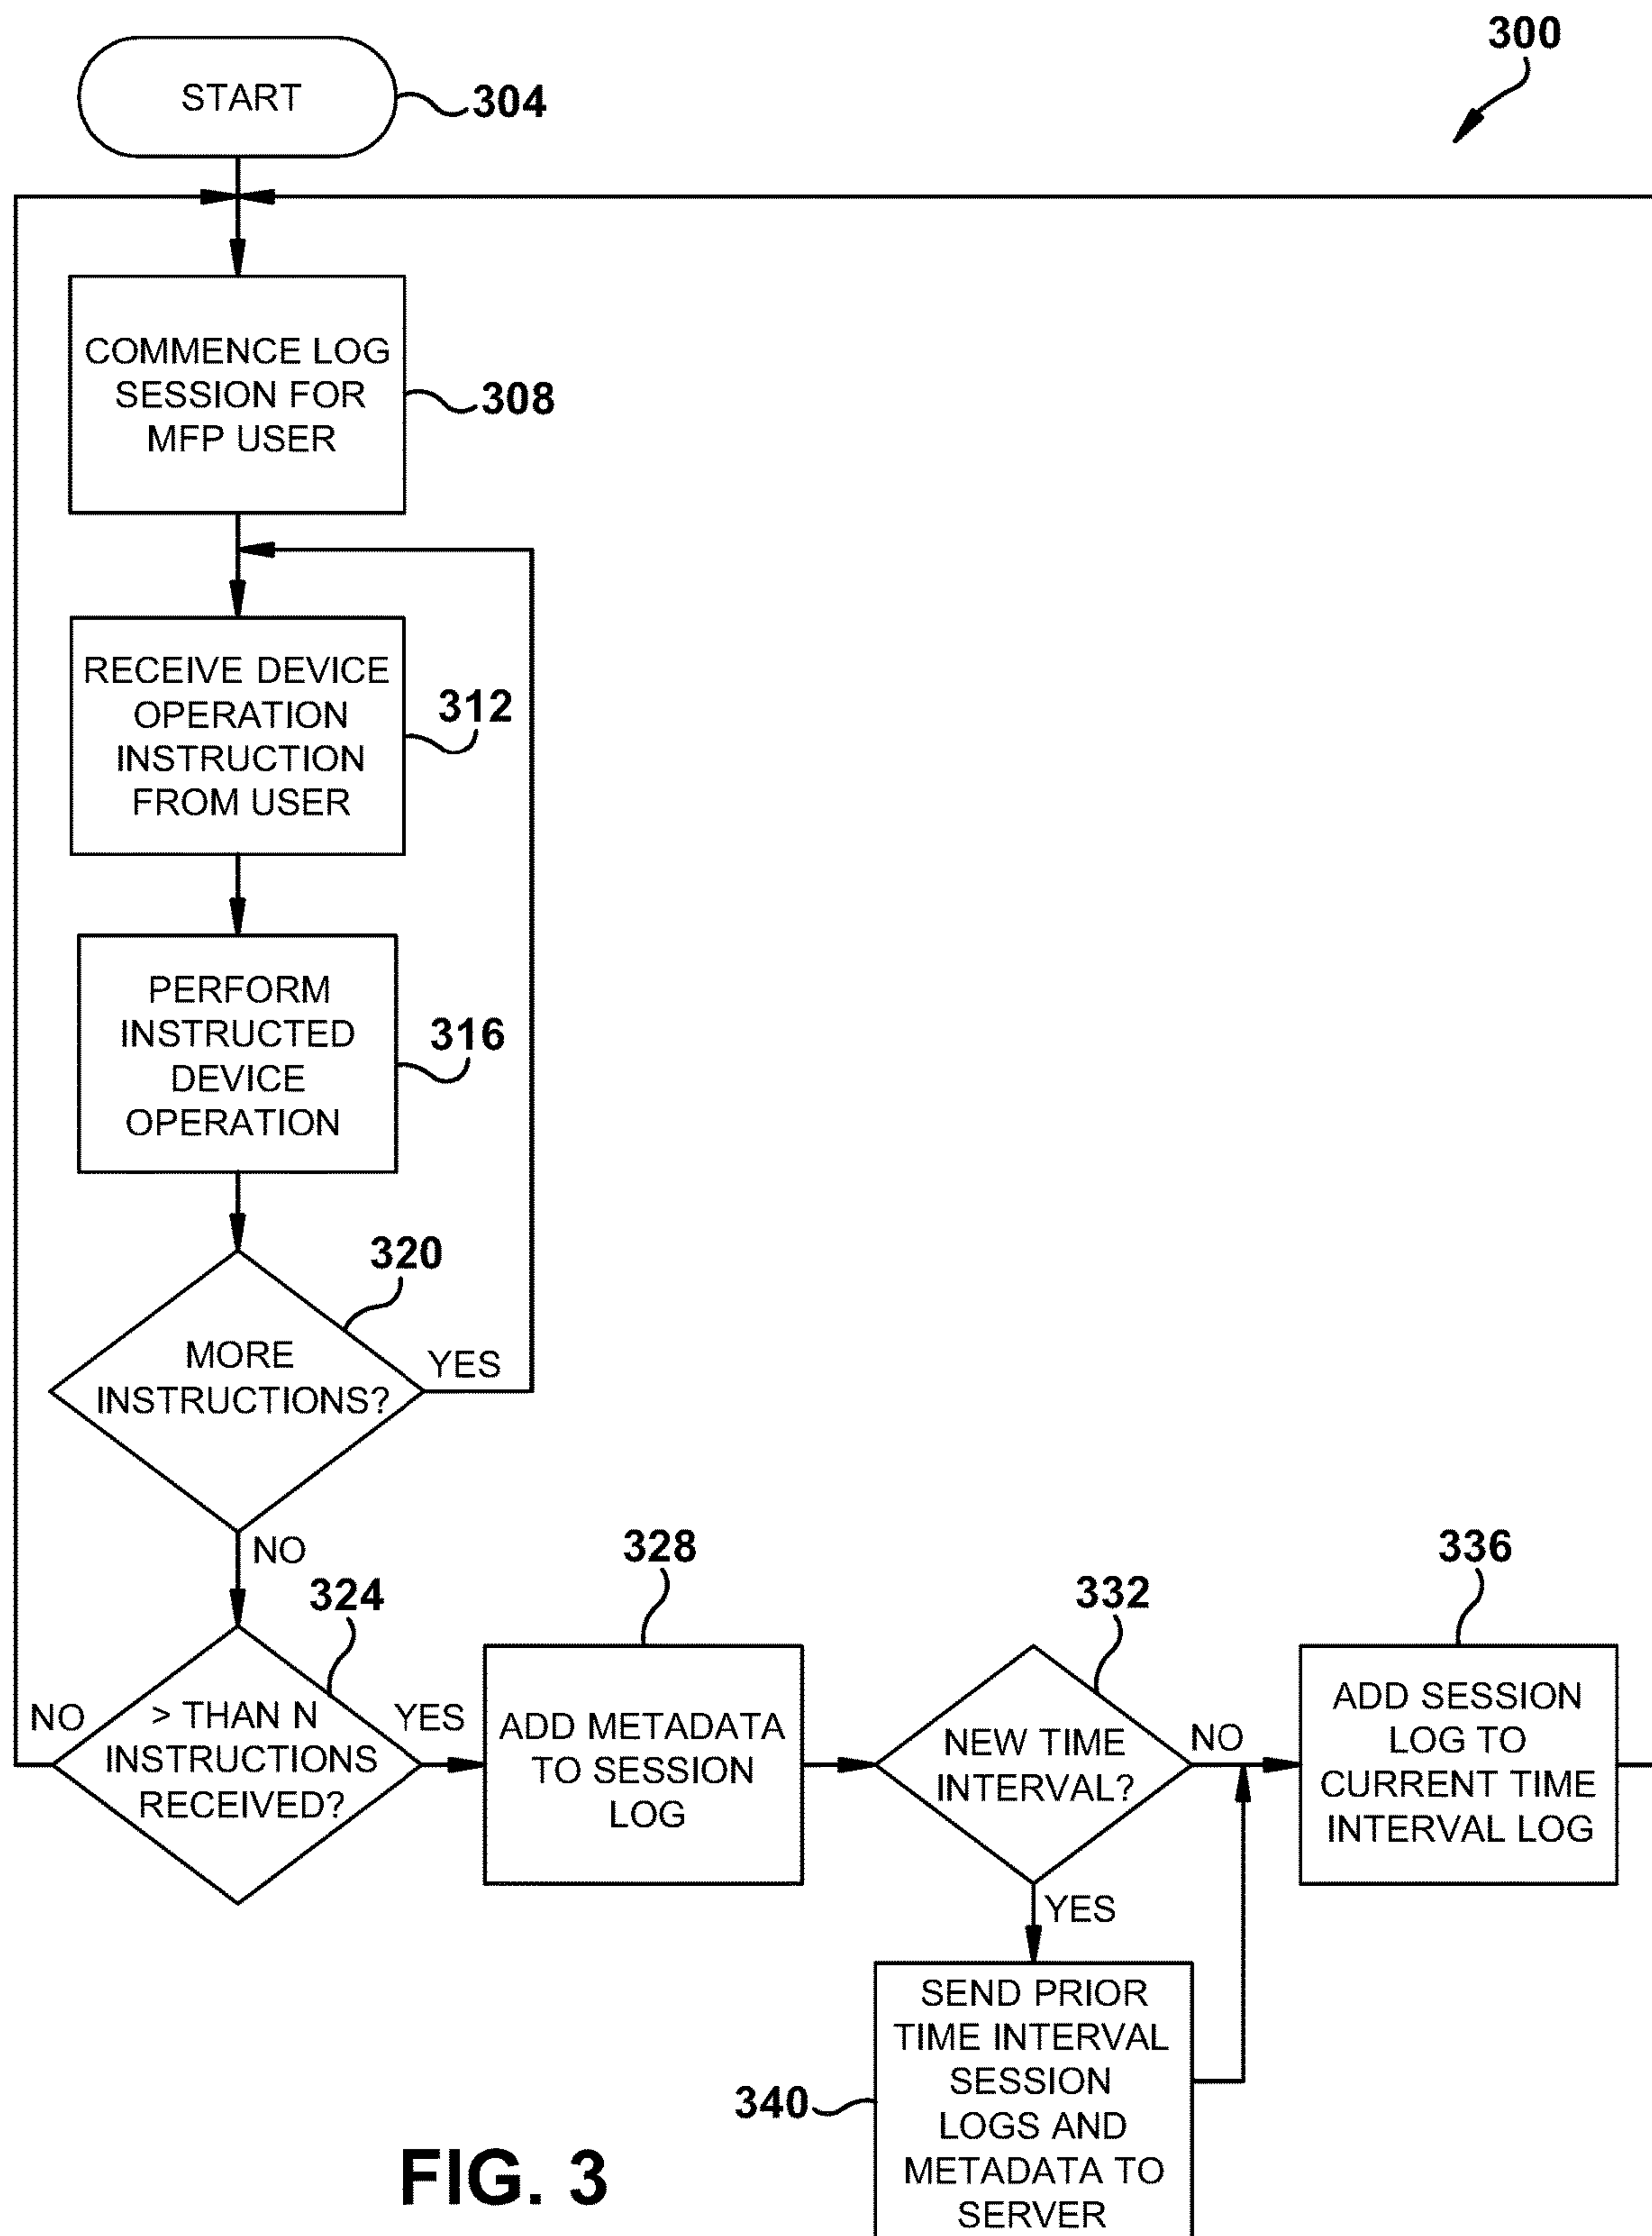 300
START
304
COMMENCE LOG
SESSION FOR
MFP USER
308
RECEIVE DEVICE
OPERATION
INSTRUCTION
FROM USER
312
PERFORM
INSTRUCTED
DEVICE
OPERATION
316
320
MORE
INSTRUCTIONS?
YES
NO
324
> THAN N
INSTRUCTIONS
RECEIVED?
NO
YES
328
ADD METADATA
TO SESSION
LOG
332
NEW TIME
INTERVAL?
NO
YES
336
ADD SESSION
LOG TO
CURRENT TIME
INTERVAL LOG
340
SEND PRIOR
TIME INTERVAL
SESSION
LOGS AND
METADATA TO
SERVER
FIG. 3